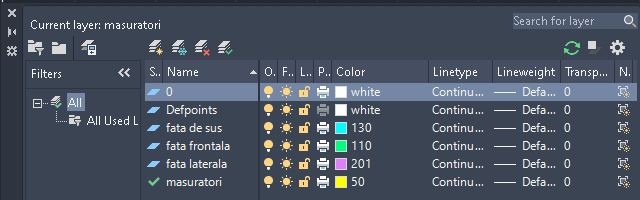 Current layer: masuratori
Search for layer
Filters
S.. Name O. F.. L.. P.. Color Linetype Lineweight Transp... N.
All
All Used L
0 white Continu... Defa... 0
Defpoints white Continu... Defa... 0
fata de sus 130 Continu... Defa... 0
fata frontala 110 Continu... Defa... 0
fata laterala 201 Continu... Defa... 0
masuratori 50 Continu... Defa... 0